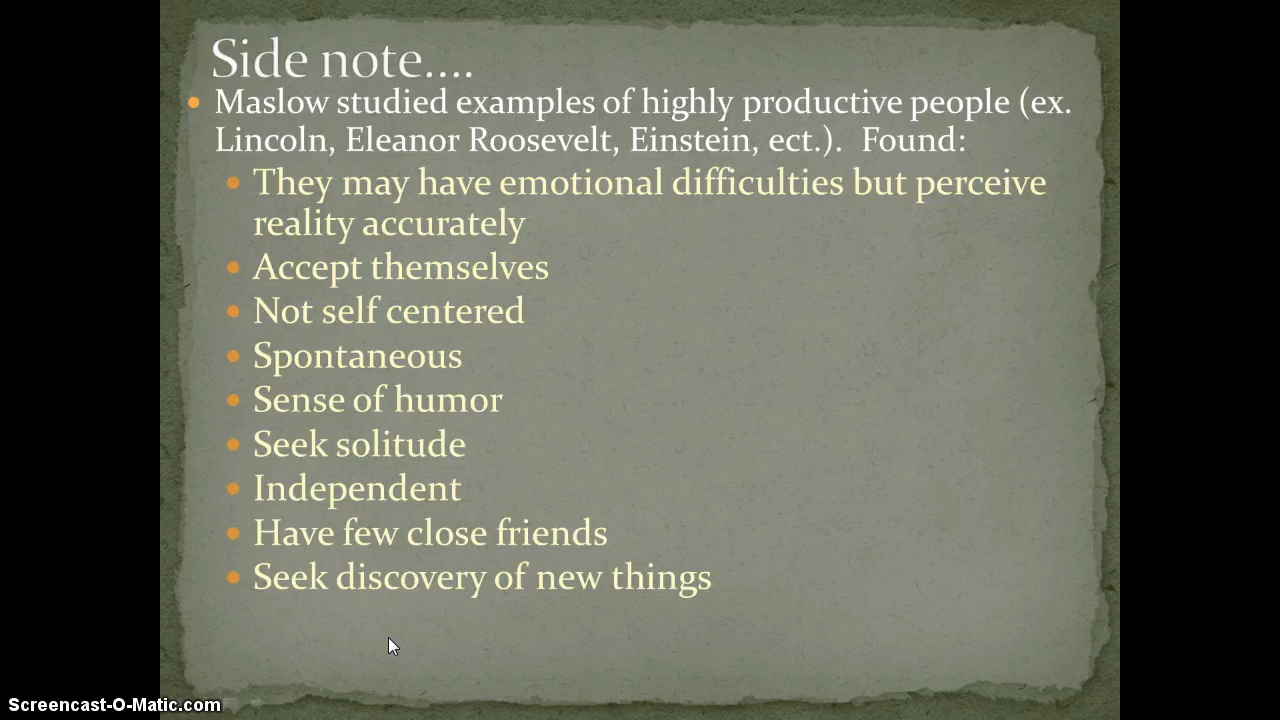 Side note....
• Maslow studied examples of highly productive people (ex.
Lincoln, Eleanor Roosevelt, Einstein, ect.).  Found:
• They may have emotional difficulties but perceive
reality accurately
• Accept themselves
• Not self centered
• Spontaneous
• Sense of humor
• Seek solitude
• Independent
• Have few close friends
• Seek discovery of new things
Screencast-O-Matic.com